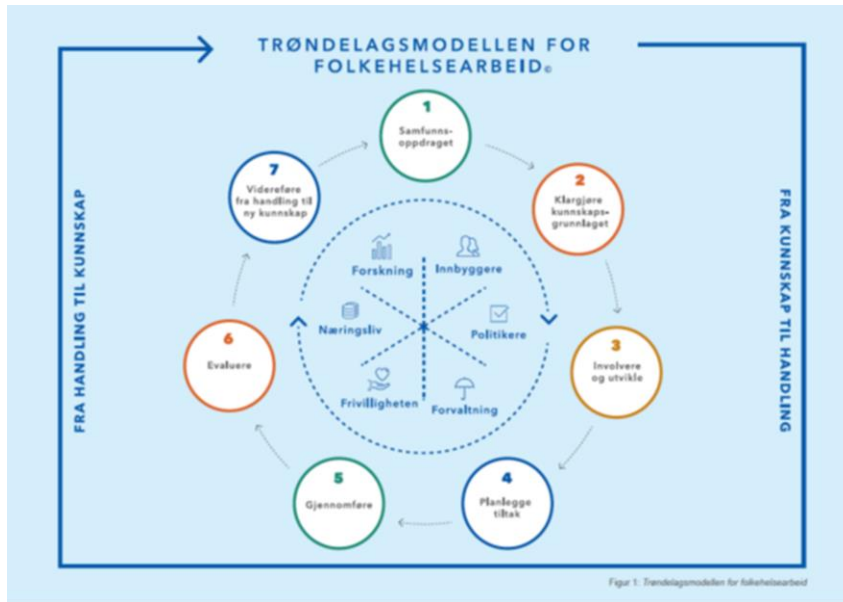 TRØNDELAGSMODELLEN FOR
FOLKEHELSEARBEID©
1
Samfunns-
oppdraget
2
Klargjøre
kunnskaps-
grunnlaget
3
Involvere
og utvikle
4
Planlegge
tiltak
5
Gjennomføre
6
Evaluere
7
Videreføre
fra handling til
ny kunnskap
Forskning
Innbyggere
Næringsliv
Politikere
Frivilligheten
Forvaltning
FRA HANDLING TIL KUNNSKAP
FRA KUNNSKAP TIL HANDLING
Figur 1: Trøndelagsmodellen for folkehelsearbeid